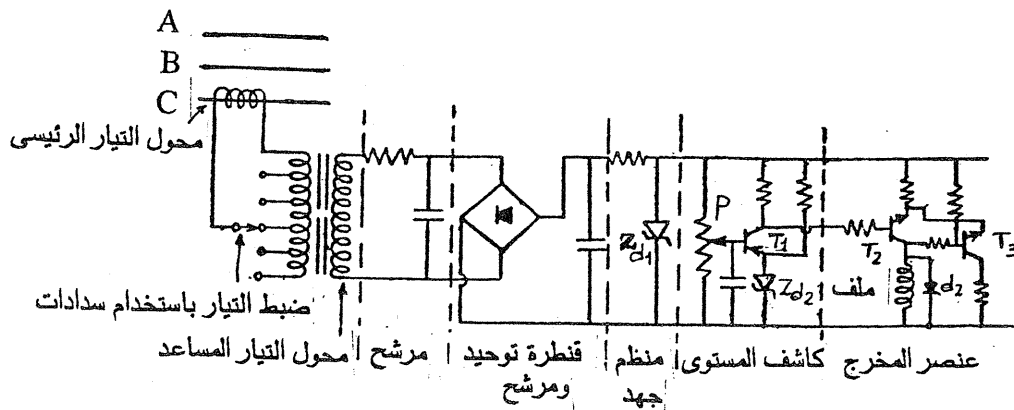 A
B
C
محول التيار الرئيسى
P
Zd1
T1
Zd2
T2
T3
ملف
d2
ضبط التيار باستخدام سدادات
محول التيار المساعد
مرشح
قنطرة توحيد
ومرشح
منظم
جهد
كاشف المستوى
عنصر المخرج